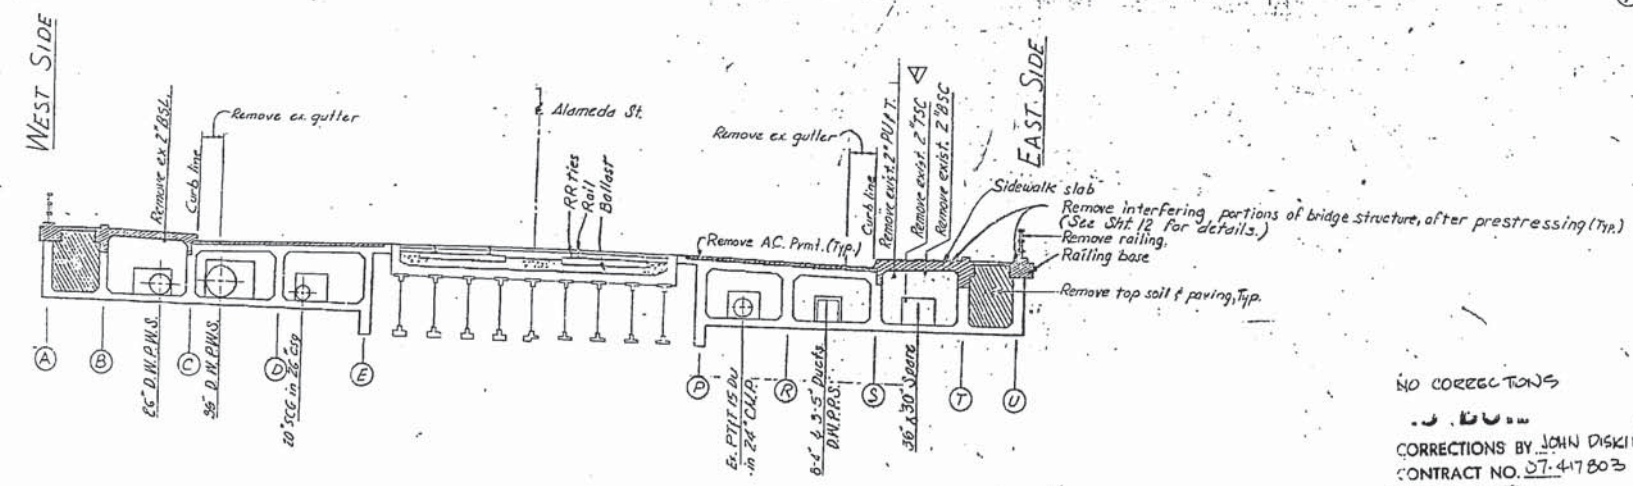 WEST SIDE
Remove ex 2" BSL.
Curb line
Remove ex. gutter
℄ Alameda St.
RR ties
Rail
Ballast
Remove ex gutter
Curb line
Remove exist. 2" PU & T.
1
Remove exist. 2" TSC
Remove exist. 2" BSC
EAST SIDE
Sidewalk slab
Remove interfering portions of bridge structure, after prestressing (Typ.)
(See Sht. 12 for details.)
Remove railing.
Railing base
Remove A.C. Pvmt. (Typ.)
Remove top soil & paving, Typ.
A
B
C
D
E
P
R
S
T
U
26" D.W.P.W.S.
36" D.W.P.W.S.
20" SCG in 26" csg
Ex. PT&T 15 DU
in 24" C.M.P.
8-4" & 3-5" Ducts
D.W.P.P.S.
36" x 30" Spare
NO CORRECTIONS
CORRECTIONS BY JOHN
CONTRACT NO. 07-417803